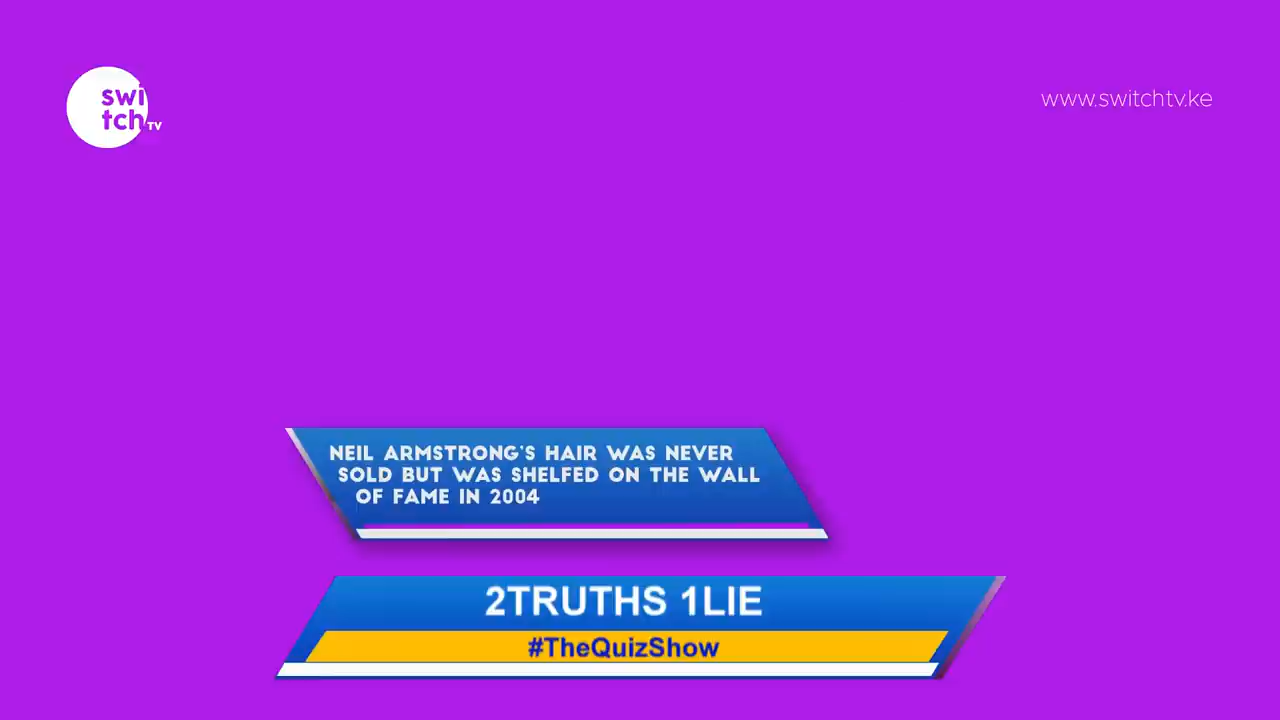 swi
tch TV
www.switchtv.ke
NEIL ARMSTRONG'S HAIR WAS NEVER
SOLD BUT WAS SHELFED ON THE WALL
OF FAME IN 2004
2TRUTHS 1LIE
#TheQuizShow